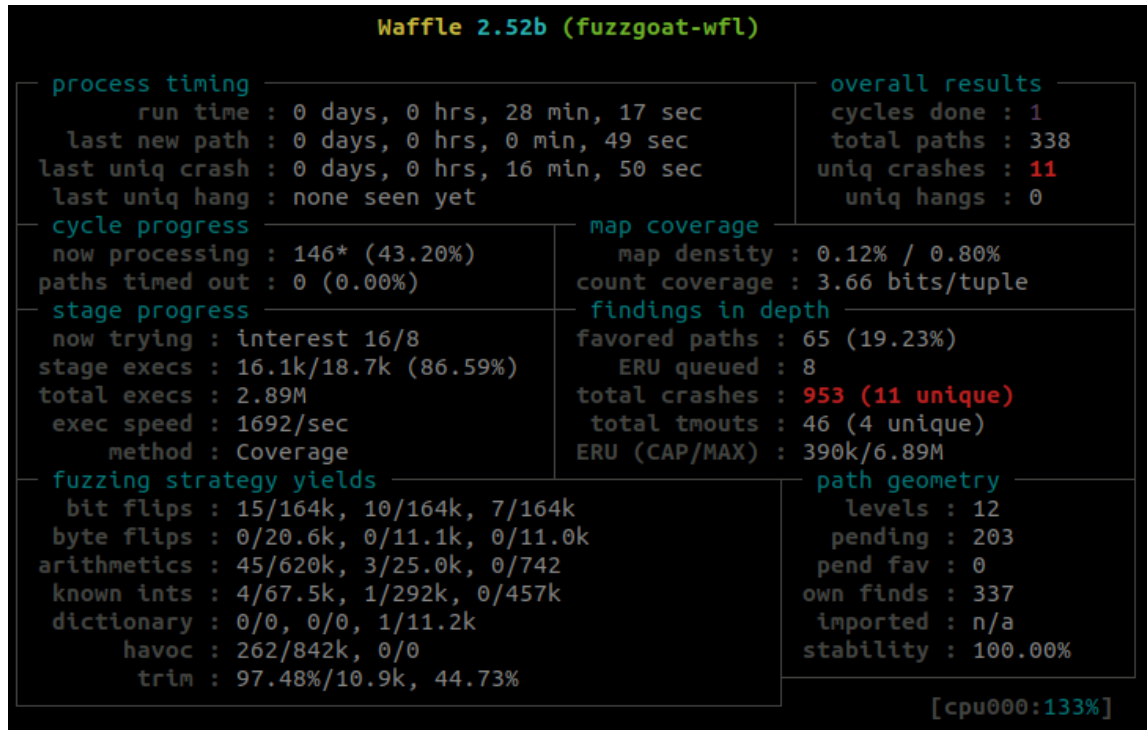 Waffle 2.52b (fuzzgoat-wfl)
process timing
run time : 0 days, 0 hrs, 28 min, 17 sec
last new path : 0 days, 0 hrs, 0 min, 49 sec
last uniq crash : 0 days, 0 hrs, 16 min, 50 sec
last uniq hang : none seen yet
overall results
cycles done : 1
total paths : 338
uniq crashes : 11
uniq hangs : 0
cycle progress
now processing : 146* (43.20%)
paths timed out : 0 (0.00%)
map coverage
map density : 0.12% / 0.80%
count coverage : 3.66 bits/tuple
stage progress
now trying : interest 16/8
stage execs : 16.1k/18.7k (86.59%)
total execs : 2.89M
exec speed : 1692/sec
method : Coverage
findings in depth
favored paths : 65 (19.23%)
ERU queued : 8
total crashes : 953 (11 unique)
total tmouts : 46 (4 unique)
ERU (CAP/MAX) : 390k/6.89M
fuzzing strategy yields
bit flips : 15/164k, 10/164k, 7/164k
byte flips : 0/20.6k, 0/11.1k, 0/11.0k
arithmetics : 45/620k, 3/25.0k, 0/742
known ints : 4/67.5k, 1/292k, 0/457k
dictionary : 0/0, 0/0, 1/11.2k
havoc : 262/842k, 0/0
trim : 97.48%/10.9k, 44.73%
path geometry
levels : 12
pending : 203
pend fav : 0
own finds : 337
imported : n/a
stability : 100.00%
[cpu000:133%]